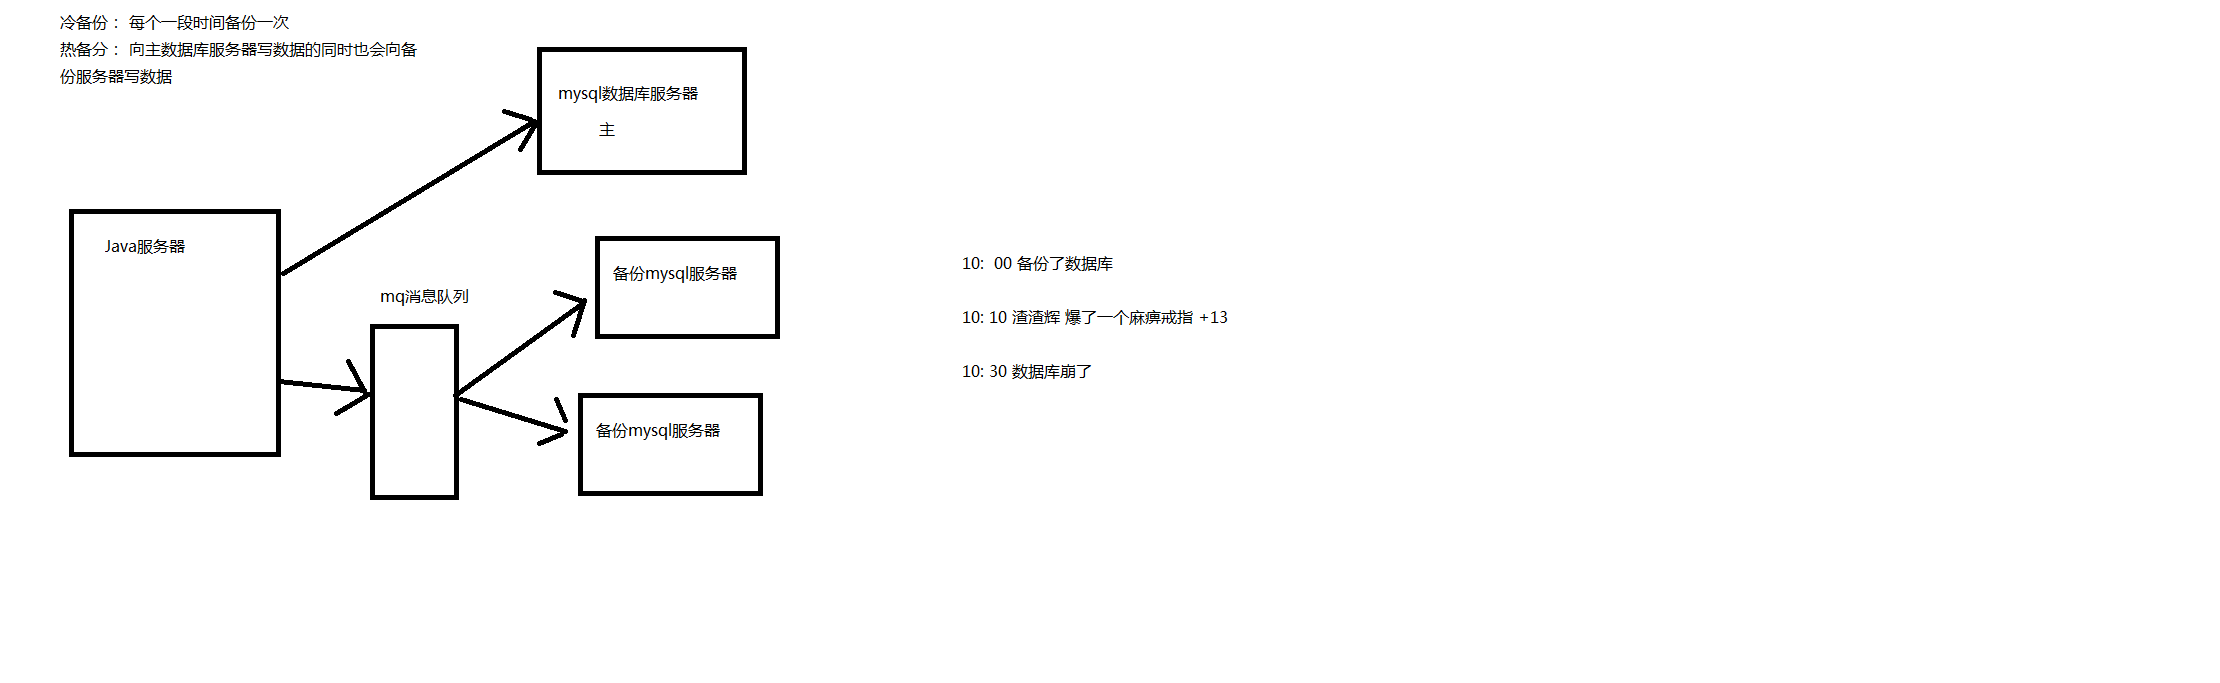 冷备份： 每个一段时间备份一次
热备分： 向主数据库服务器写数据的同时也会向备
份服务器写数据
mysql数据库服务器
主
Java服务器
mq消息队列
备份mysql服务器
备份mysql服务器
10:  00 备份了数据库
10: 10 渣渣辉 爆了一个麻痹戒指 +13
10: 30 数据库崩了